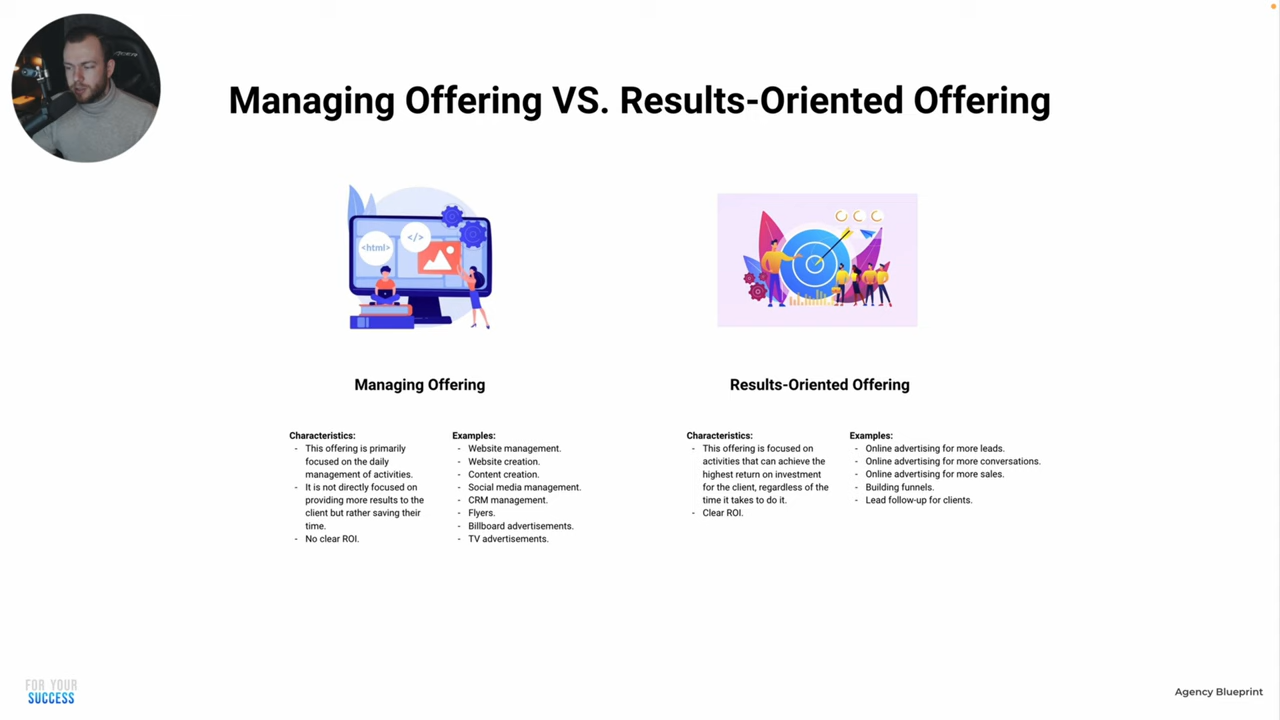 Managing Offering VS. Results-Oriented Offering
<html>
</>
Managing Offering
Characteristics:
- This offering is primarily
focused on the daily
management of activities.
- It is not directly focused on
providing more results to the
client but rather saving their
time.
- No clear ROI.
Examples:
- Website management.
- Website creation.
- Content creation.
- Social media management.
- CRM management.
- Flyers.
- Billboard advertisements.
- TV advertisements.
Results-Oriented Offering
Characteristics:
- This offering is focused on
activities that can achieve the
highest return on investment
for the client, regardless of the
time it takes to do it.
- Clear ROI.
Examples:
- Online advertising for more leads.
- Online advertising for more conversations.
- Online advertising for more sales.
- Building funnels.
- Lead follow-up for clients.
FOR YOUR
SUCCESS
Agency Blueprint